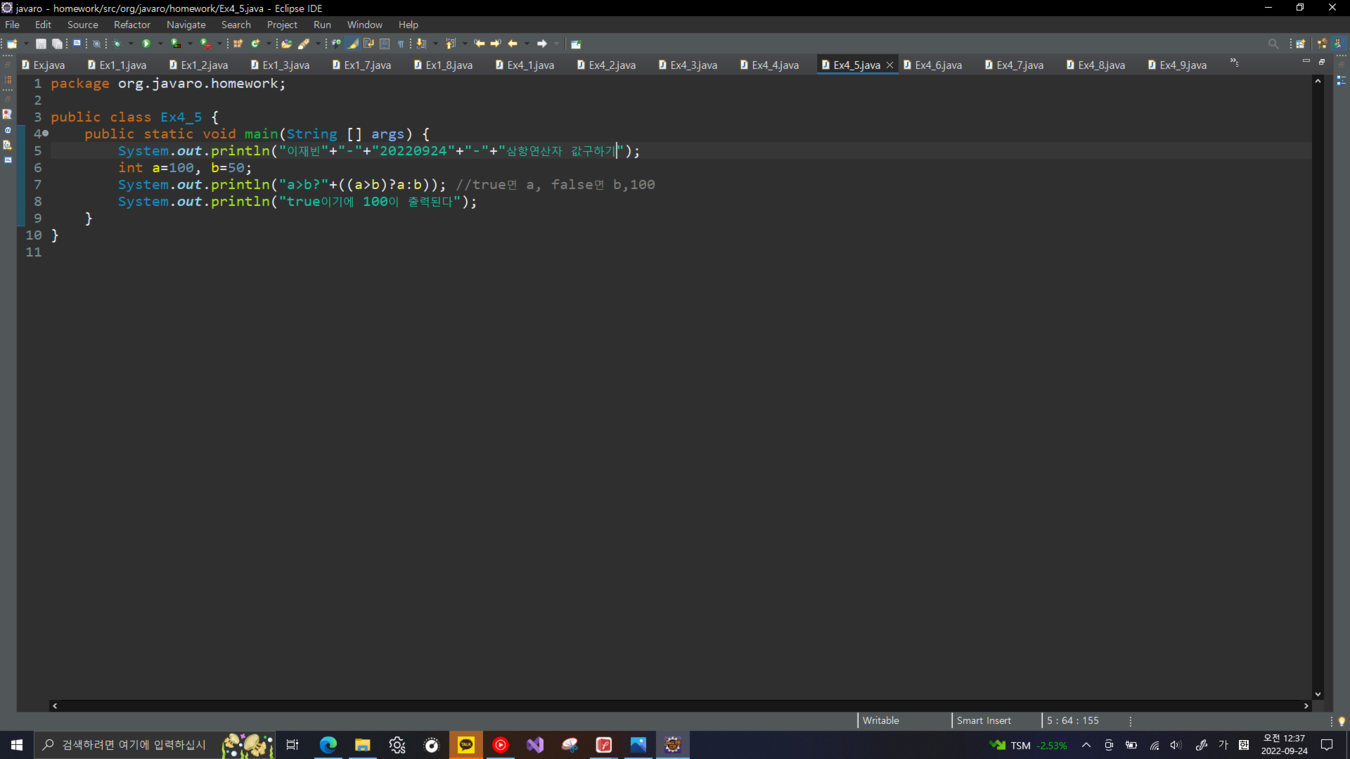 javaro - homework/src/org/javaro/homework/Ex4_5.java - Eclipse IDE
File Edit Source Refactor Navigate Search Project Run Window Help
Ex.java Ex1_1.java Ex1_2.java Ex1_3.java Ex1_7.java Ex1_8.java Ex4_1.java Ex4_2.java Ex4_3.java Ex4_4.java Ex4_5.java Ex4_6.java Ex4_7.java Ex4_8.java Ex4_9.java
1 package org.javaro.homework;
2
3 public class Ex4_5 {
4 public static void main(String [] args) {
5 System.out.println("이재빈"+"-"+"20220924"+"-"+"삼항연산자 값구하기");
6 int a=100, b=50;
7 System.out.println("a>b?"+((a>b)?a:b)); //true면 a, false면 b,100
8 System.out.println("true이기에 100이 출력된다");
9 }
10 }
11
Writable Smart Insert 5 : 64 : 155
검색하려면 여기에 입력하십시 TALK TSM -2.53% 가 한 오전 12:37
2022-09-24